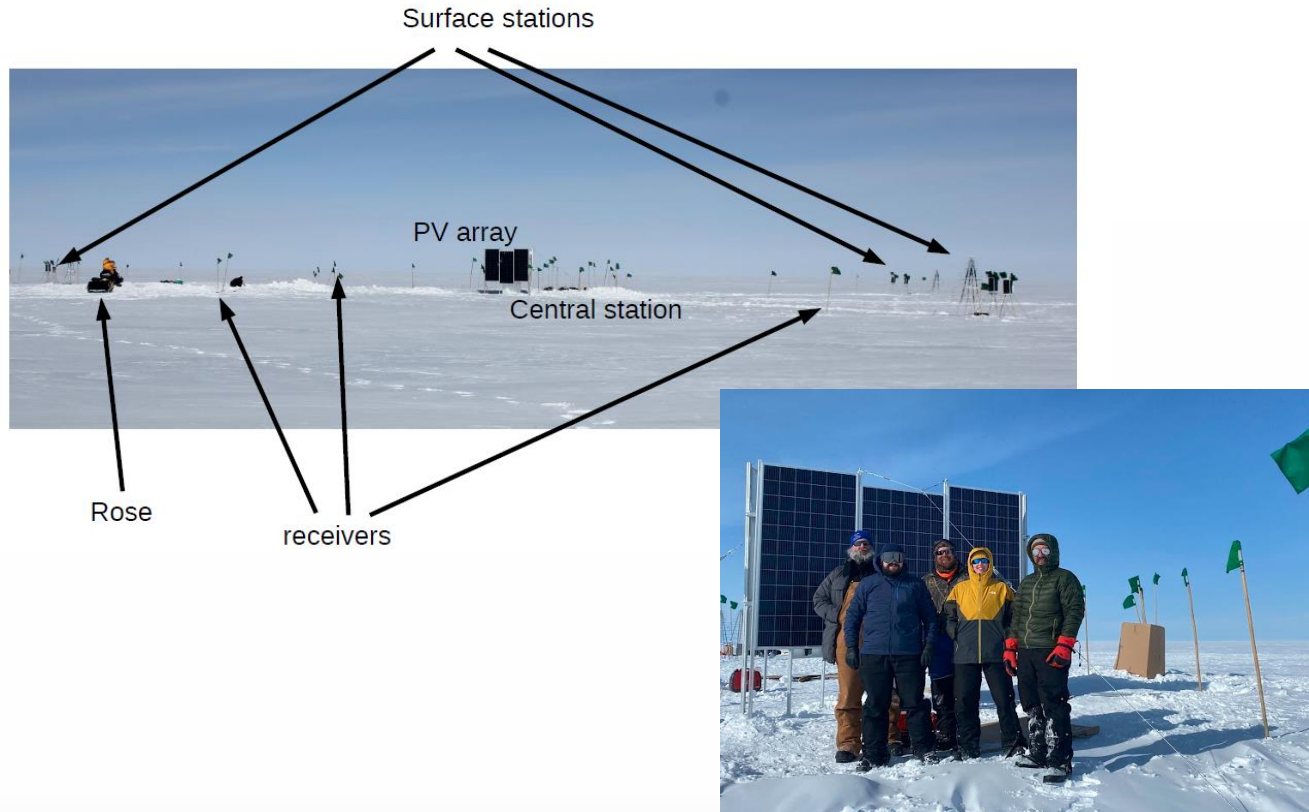 Surface stations
PV array
Central station
Rose
receivers